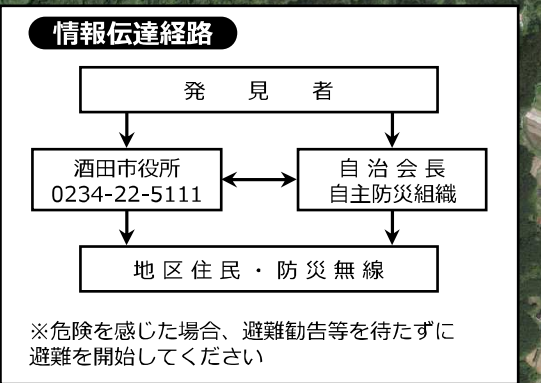 情報伝達経路
発 見 者
酒田市役所
0234-22-5111
自 治 会 長
自主防災組織
地 区 住 民 ・ 防 災 無 線
※危険を感じた場合、避難勧告等を待たずに
避難を開始してください